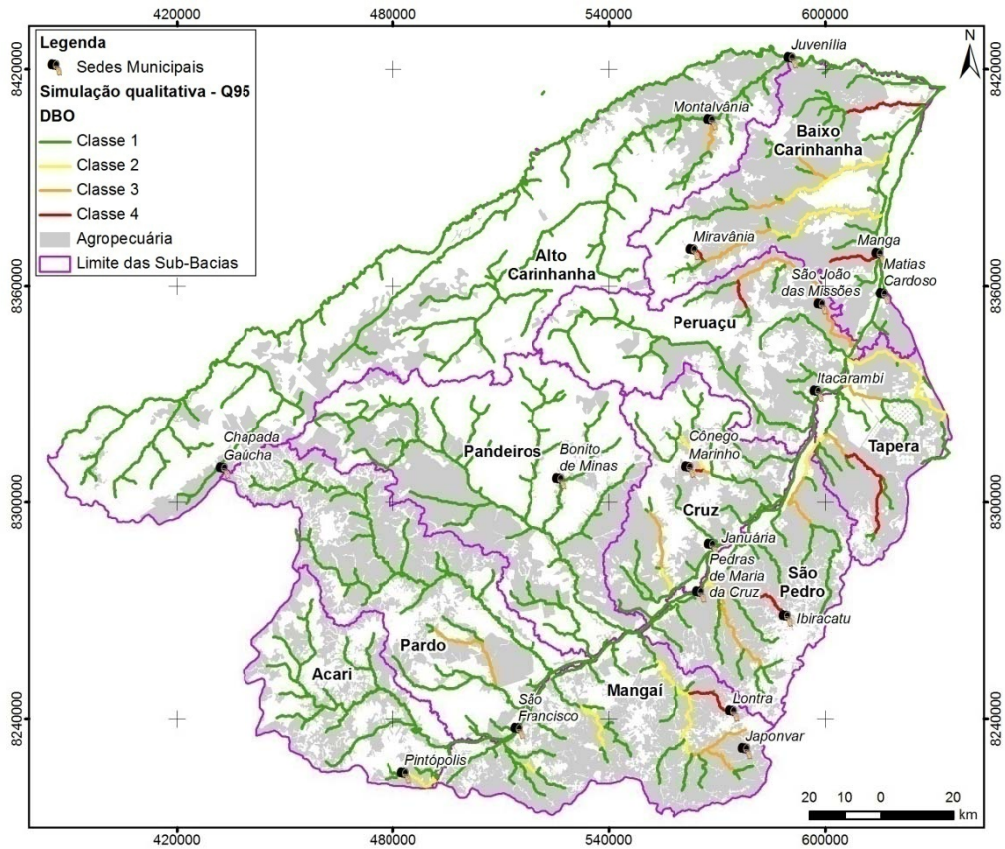 420000
480000
540000
600000
8420000
8420000
Legenda
Sedes Municipais
Simulação qualitativa - Q95
DBO
Classe 1
Classe 2
Classe 3
Classe 4
Agropecuária
Limite das Sub-Bacias
N
Juvenília
Montalvânia
Baixo
Carinhanha
Miravânia
Alto
Carinhanha
Manga
Matias
Cardoso
São João
das Missões
8360000
8360000
Peruaçu
Itacarambi
Chapada
Gaúcha
Pandeiros
Bonito
de Minas
Cônego
Marinho
Tapera
8300000
8300000
Cruz
Januária
Pedras
de Maria
da Cruz
São
Pedro
Ibiracatu
Pardo
Acari
Mangaí
São
Francisco
Lontra
8240000
8240000
Japonvar
Pintópolis
20 10 0 20
km
420000
480000
540000
600000